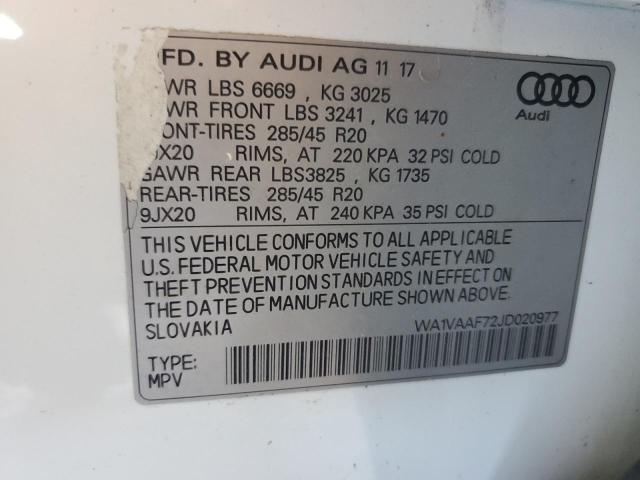 FD. BY AUDI AG 11 17
WR LBS 6669 , KG 3025
WR FRONT LBS 3241 , KG 1470
ONT-TIRES 285/45 R20
JX20 RIMS, AT 220 KPA 32 PSI COLD
GAWR REAR LBS3825 , KG 1735
REAR-TIRES 285/45 R20
9JX20 RIMS, AT 240 KPA 35 PSI COLD
Audi
THIS VEHICLE CONFORMS TO ALL APPLICABLE
U.S. FEDERAL MOTOR VEHICLE SAFETY AND
THEFT PREVENTION STANDARDS IN EFFECT ON
THE DATE OF MANUFACTURE SHOWN ABOVE.
SLOVAKIA
WA1VAAF72JD020977
TYPE:
MPV